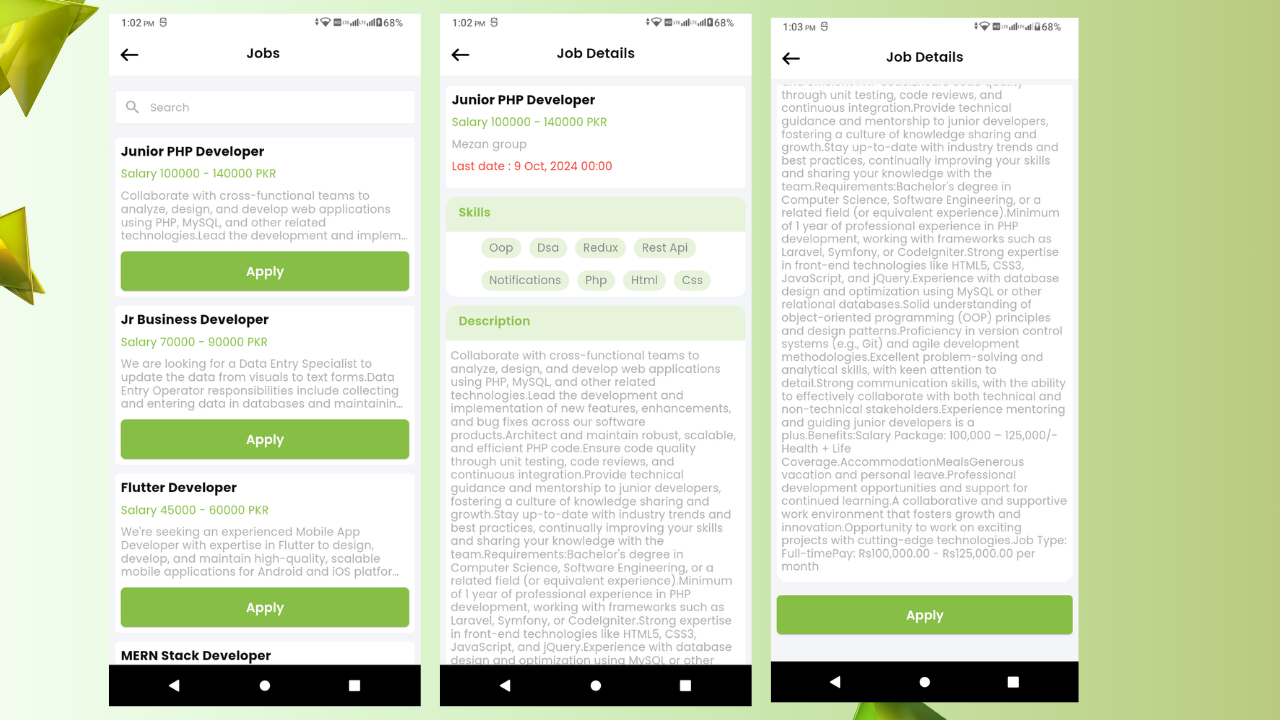 1:02 PM
68%
Jobs
Search
Junior PHP Developer
Salary 100000 - 140000 PKR
Collaborate with cross-functional teams to
analyze, design, and develop web applications
using PHP, MySQL, and other related
technologies.Lead the development and implem...
Apply
Jr Business Developer
Salary 70000 - 90000 PKR
We are looking for a Data Entry Specialist to
update the data from visuals to text forms.Data
Entry Operator responsibilities include collecting
and entering data in databases and maintainin...
Apply
Flutter Developer
Salary 45000 - 60000 PKR
We're seeking an experienced Mobile App
Developer with expertise in Flutter to design,
develop, and maintain high-quality, scalable
mobile applications for Android and iOS platfor...
Apply
MERN Stack Developer
1:02 PM
68%
Job Details
Junior PHP Developer
Salary 100000 - 140000 PKR
Mezan group
Last date : 9 Oct, 2024 00:00
Skills
Oop Dsa Redux Rest Api
Notifications Php Html Css
Description
Collaborate with cross-functional teams to
analyze, design, and develop web applications
using PHP, MySQL, and other related
technologies.Lead the development and
implementation of new features, enhancements,
and bug fixes across our software
products.Architect and maintain robust, scalable,
and efficient PHP code.Ensure code quality
through unit testing, code reviews, and
continuous integration.Provide technical
guidance and mentorship to junior developers,
fostering a culture of knowledge sharing and
growth.Stay up-to-date with industry trends and
best practices, continually improving your skills
and sharing your knowledge with the
team.Requirements:Bachelor's degree in
Computer Science, Software Engineering, or a
related field (or equivalent experience).Minimum
of 1 year of professional experience in PHP
development, working with frameworks such as
Laravel, Symfony, or CodeIgniter.Strong expertise
in front-end technologies like HTML5, CSS3,
JavaScript, and jQuery.Experience with database
design and optimization using MySQL or other
1:03 PM
68%
Job Details
and efficient PHP code.Ensure code quality
through unit testing, code reviews, and
continuous integration.Provide technical
guidance and mentorship to junior developers,
fostering a culture of knowledge sharing and
growth.Stay up-to-date with industry trends and
best practices, continually improving your skills
and sharing your knowledge with the
team.Requirements:Bachelor's degree in
Computer Science, Software Engineering, or a
related field (or equivalent experience).Minimum
of 1 year of professional experience in PHP
development, working with frameworks such as
Laravel, Symfony, or CodeIgniter.Strong expertise
in front-end technologies like HTML5, CSS3,
JavaScript, and jQuery.Experience with database
design and optimization using MySQL or other
relational databases.Solid understanding of
object-oriented programming (OOP) principles
and design patterns.Proficiency in version control
systems (e.g., Git) and agile development
methodologies.Excellent problem-solving and
analytical skills, with keen attention to
detail.Strong communication skills, with the ability
to effectively collaborate with both technical and
non-technical stakeholders.Experience mentoring
and guiding junior developers is a
plus.Benefits:Salary Package: 100,000 – 125,000/-
Health + Life
Coverage.AccommodationMealsGenerous
vacation and personal leave.Professional
development opportunities and support for
continued learning.A collaborative and supportive
work environment that fosters growth and
innovation.Opportunity to work on exciting
projects with cutting-edge technologies.Job Type:
Full-timePay: Rs100,000.00 - Rs125,000.00 per
month
Apply